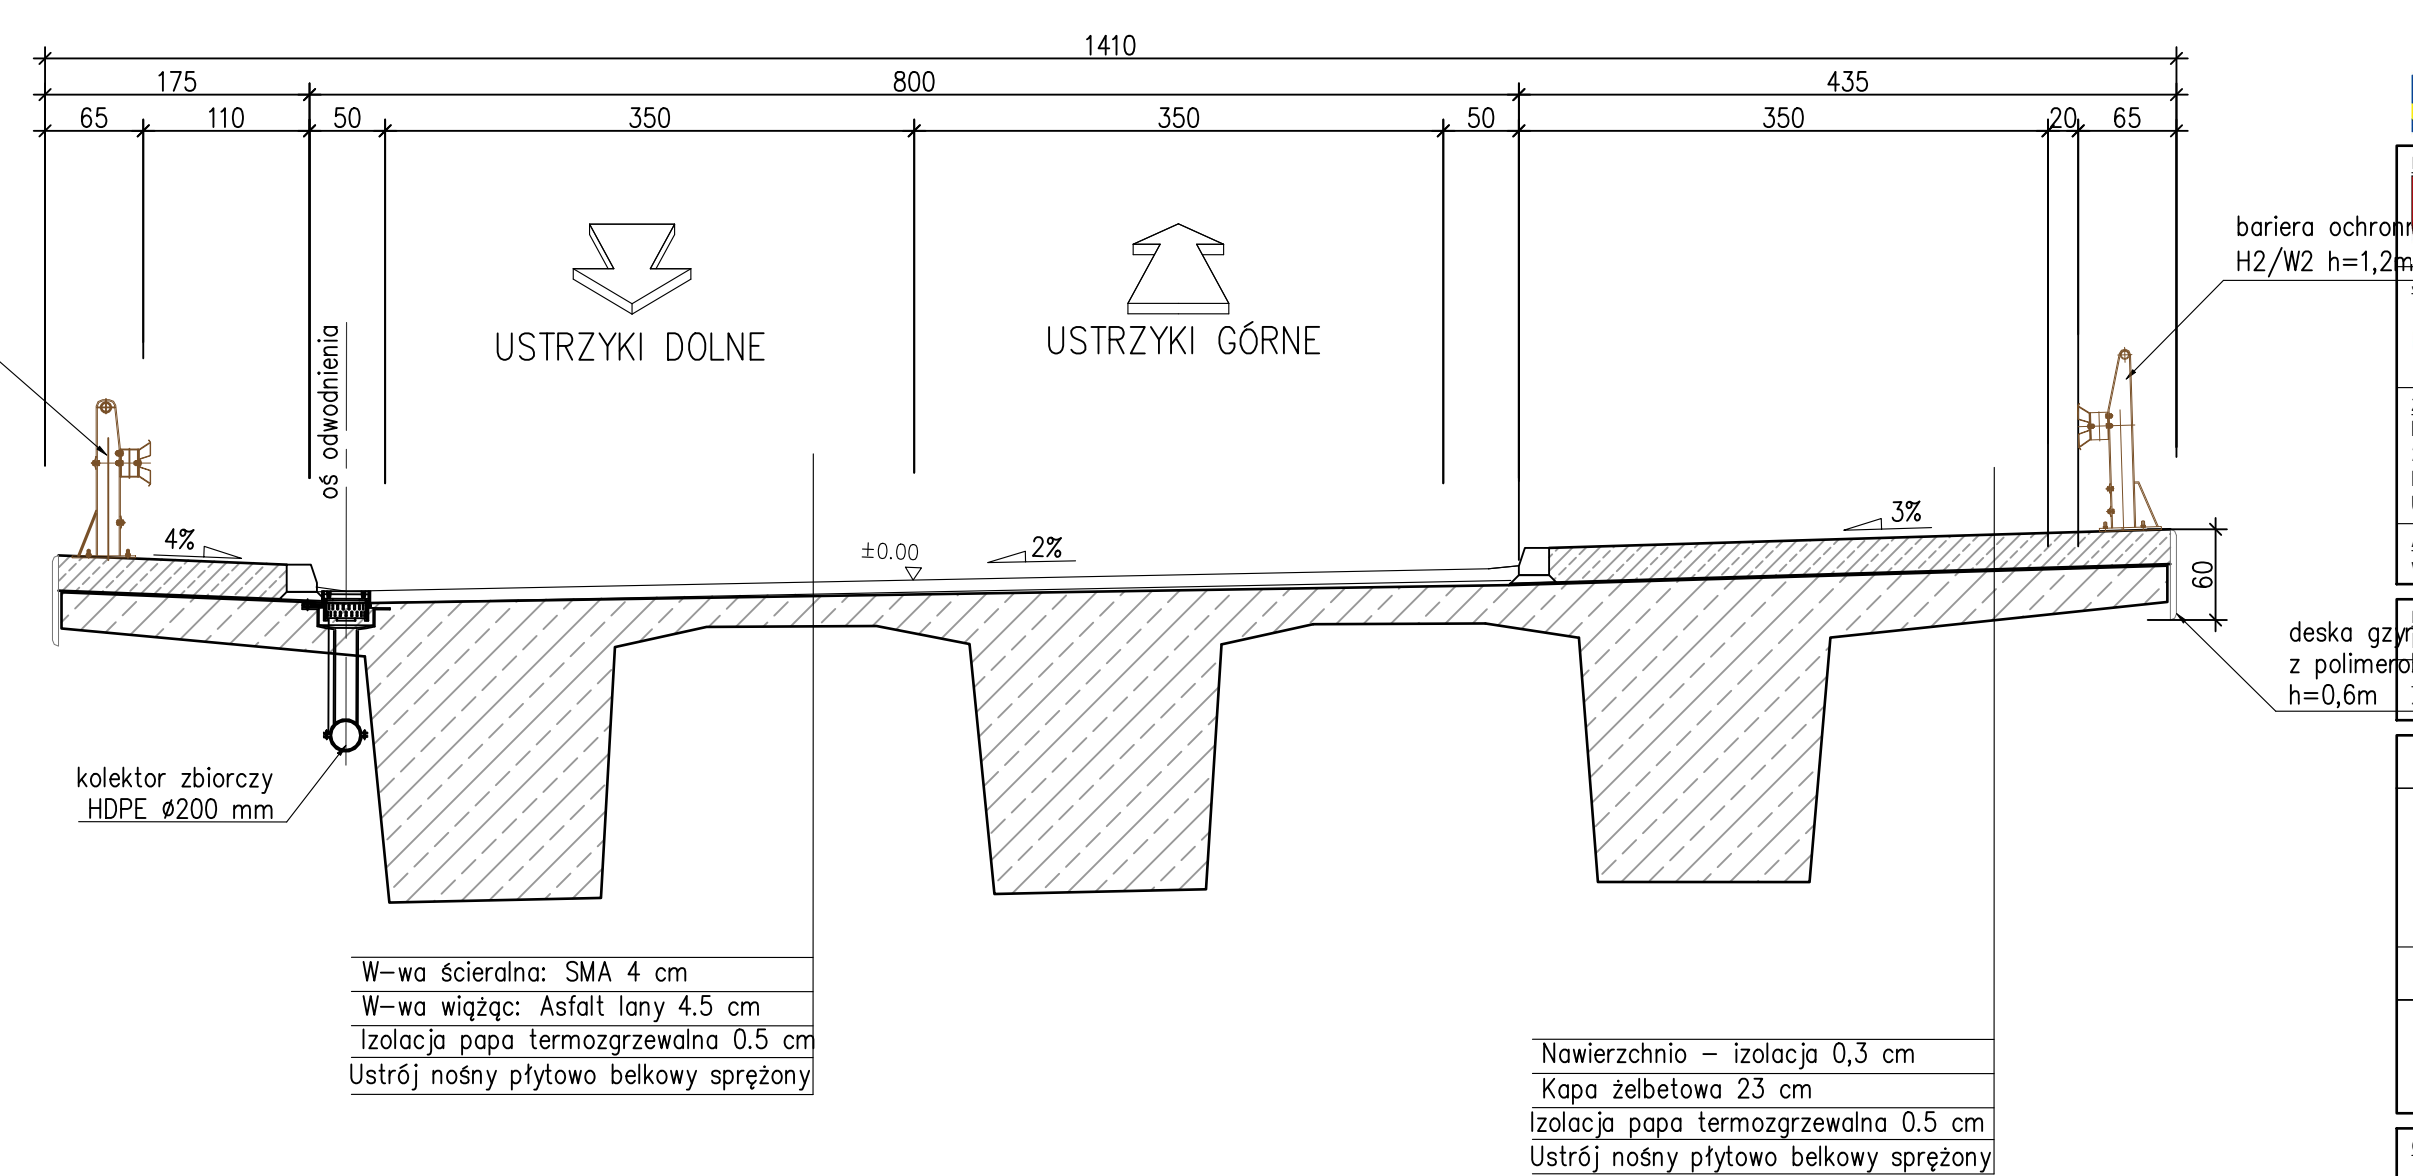 1410
175 800 435
65 110 50 350 350 50 350 20 65
bariera
H2/W2 h=1,2m
USTRZYKI DOLNE
USTRZYKI GÓRNE
oś odwodnienia
4%
±0.00
2%
3%
60
deska
z
h=0,6m
kolektor zbiorczy
HDPE Ø200 mm
W-wa ścieralna: SMA 4 cm
W-wa wiążąc: Asfalt lany 4.5 cm
Izolacja papa termozgrzewalna 0.5 cm
Ustrój nośny płytowo belkowy sprężony
Nawierzchnio - izolacja 0,3 cm
Kapa żelbetowa 23 cm
Izolacja papa termozgrzewalna 0.5 cm
Ustrój nośny płytowo belkowy sprężony